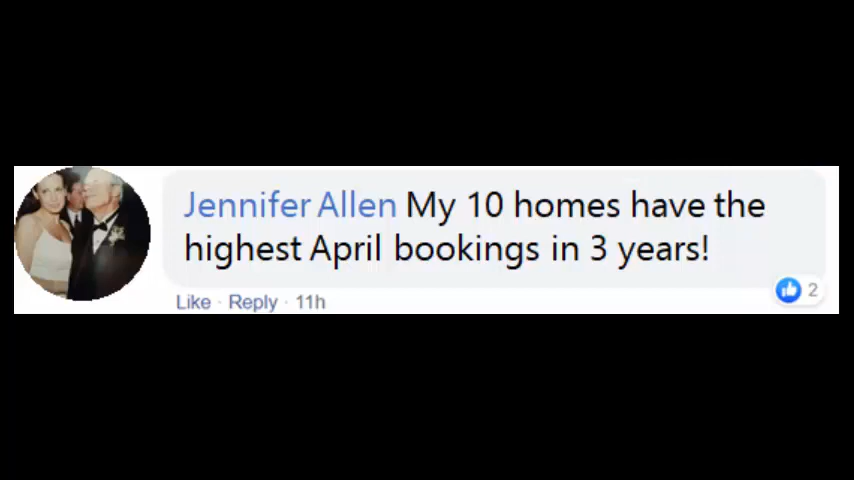 Jennifer Allen My 10 homes have the
highest April bookings in 3 years!
Like · Reply · 11h
2